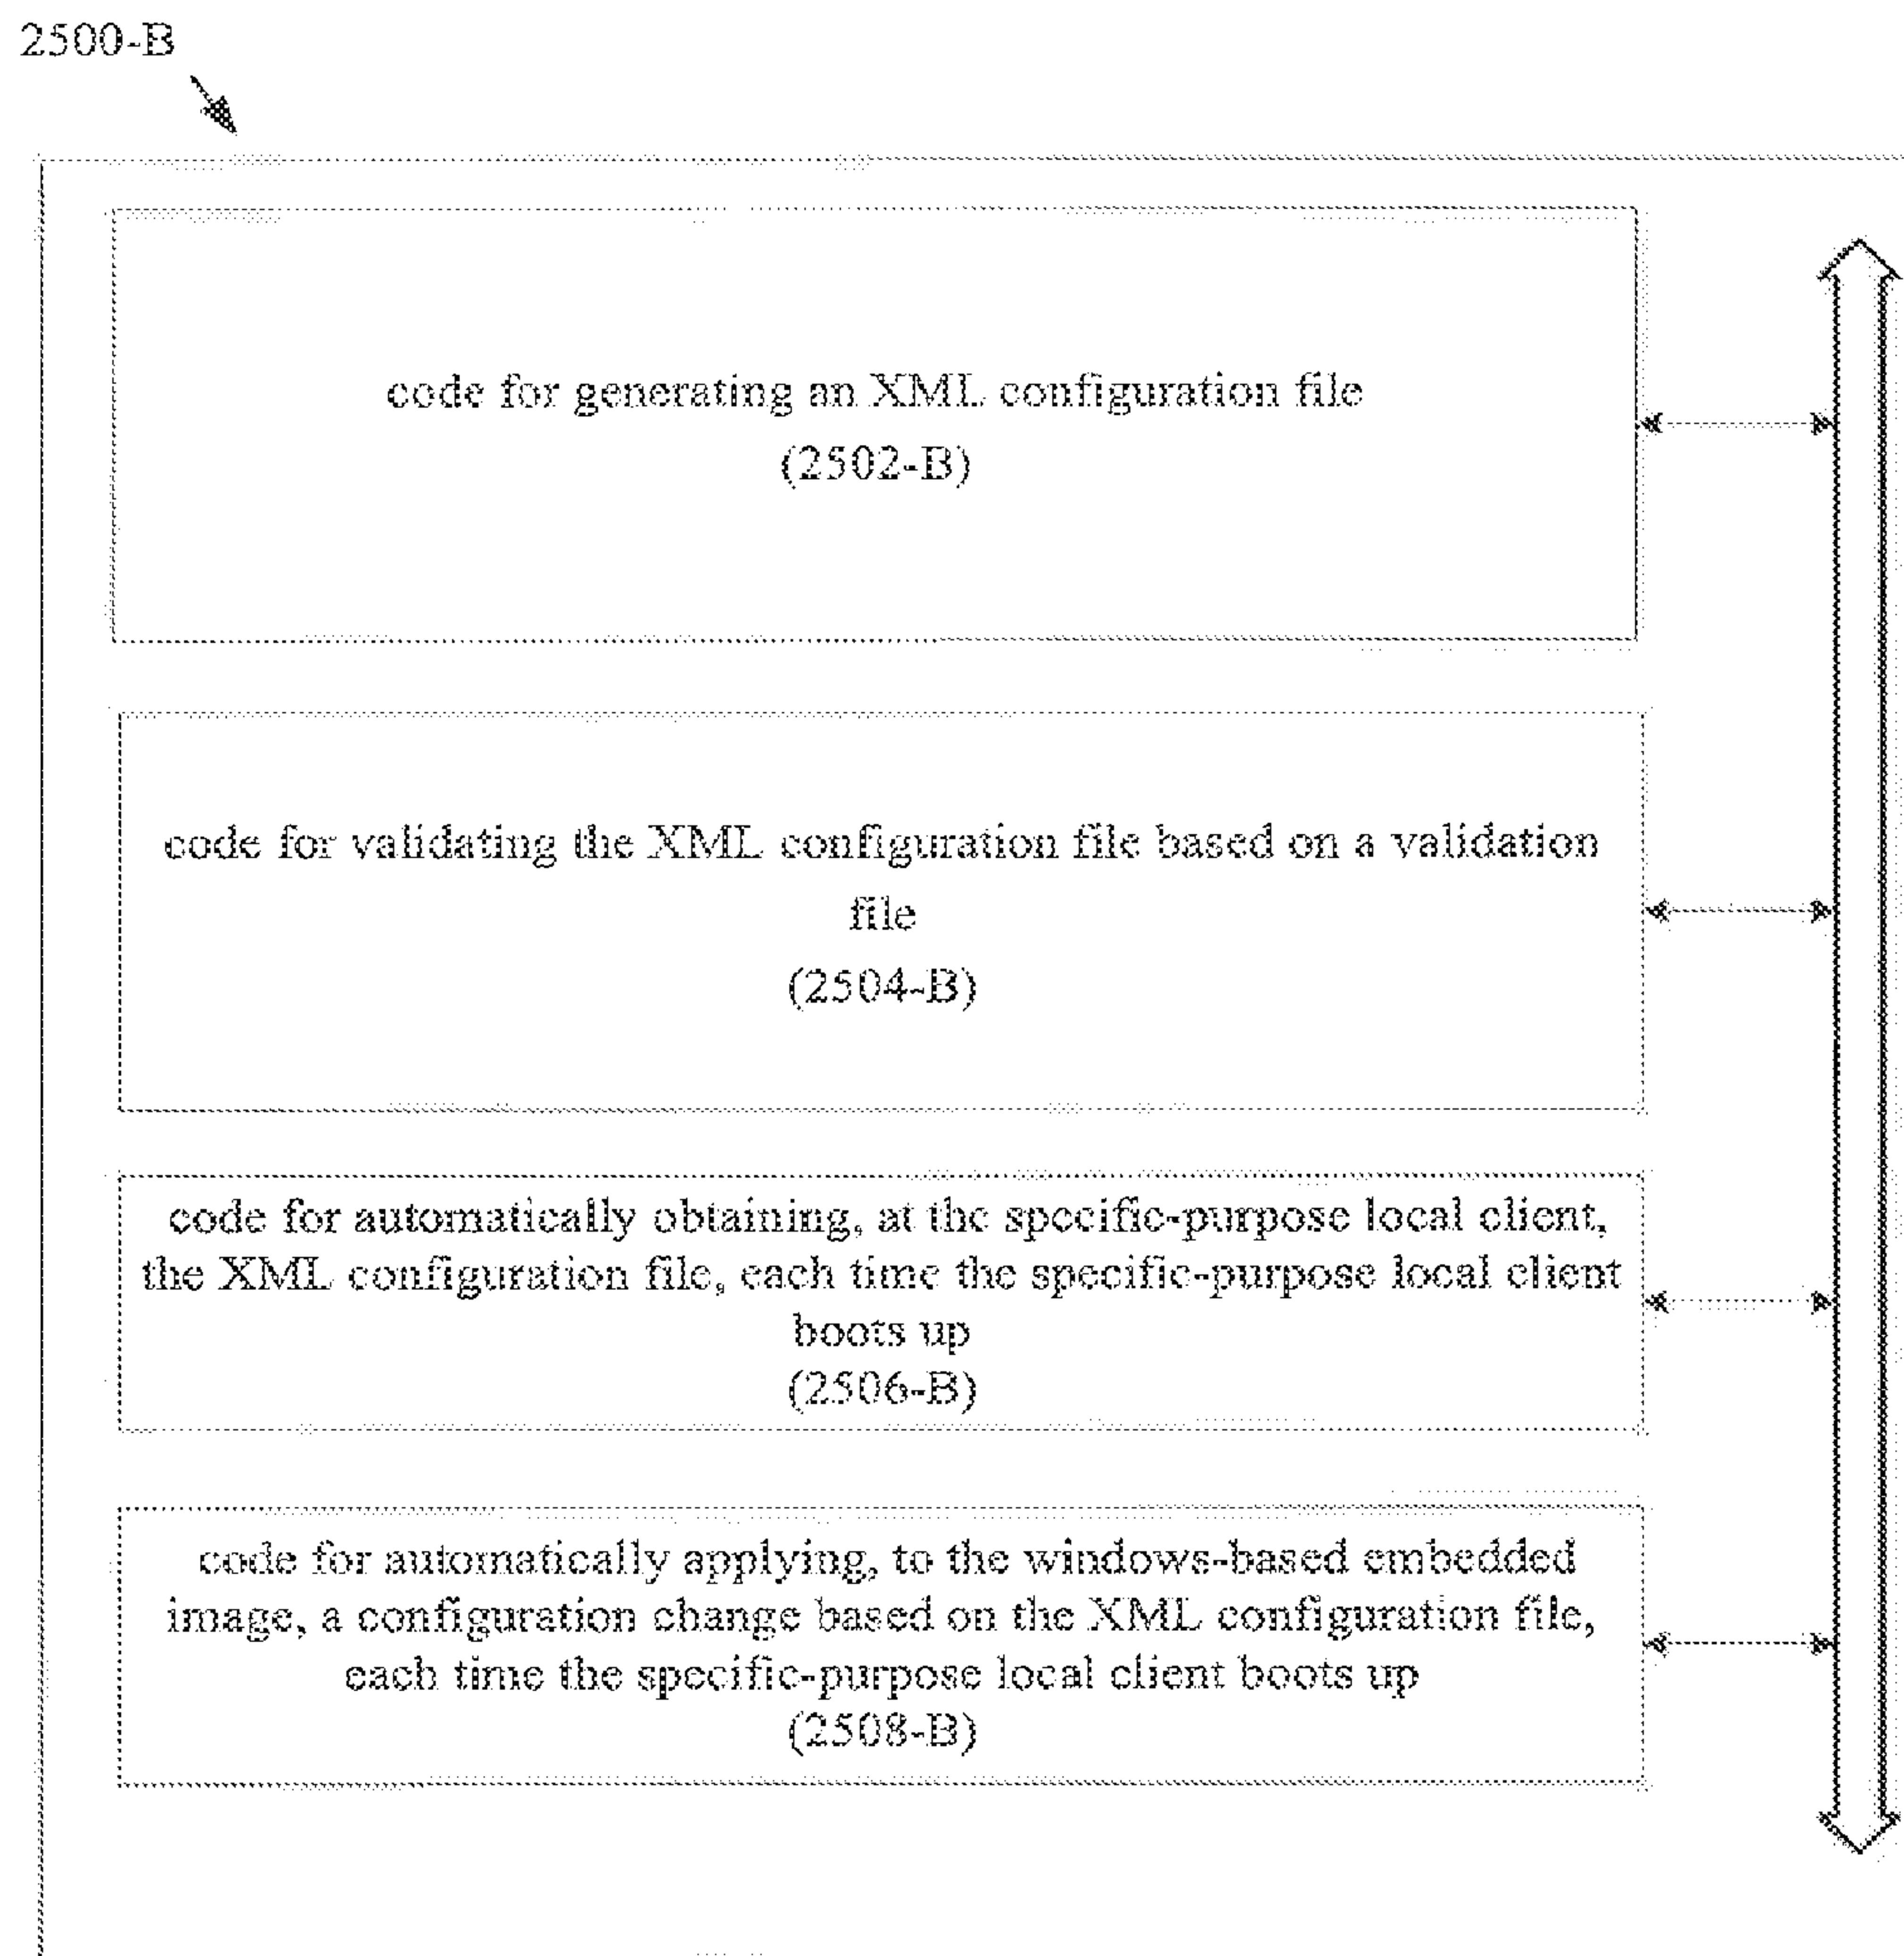 2500-B
code for generating an XML configuration file
(2502-B)
code for validating the XML configuration file based on a validation
file
(2504-B)
code for automatically obtaining, at the specific-purpose local client,
the XML configuration file, each time the specific-purpose local client
boots up
(2506-B)
code for automatically applying, to the windows-based embedded
image, a configuration change based on the XML configuration file,
each time the specific-purpose local client boots up
(2508-B)